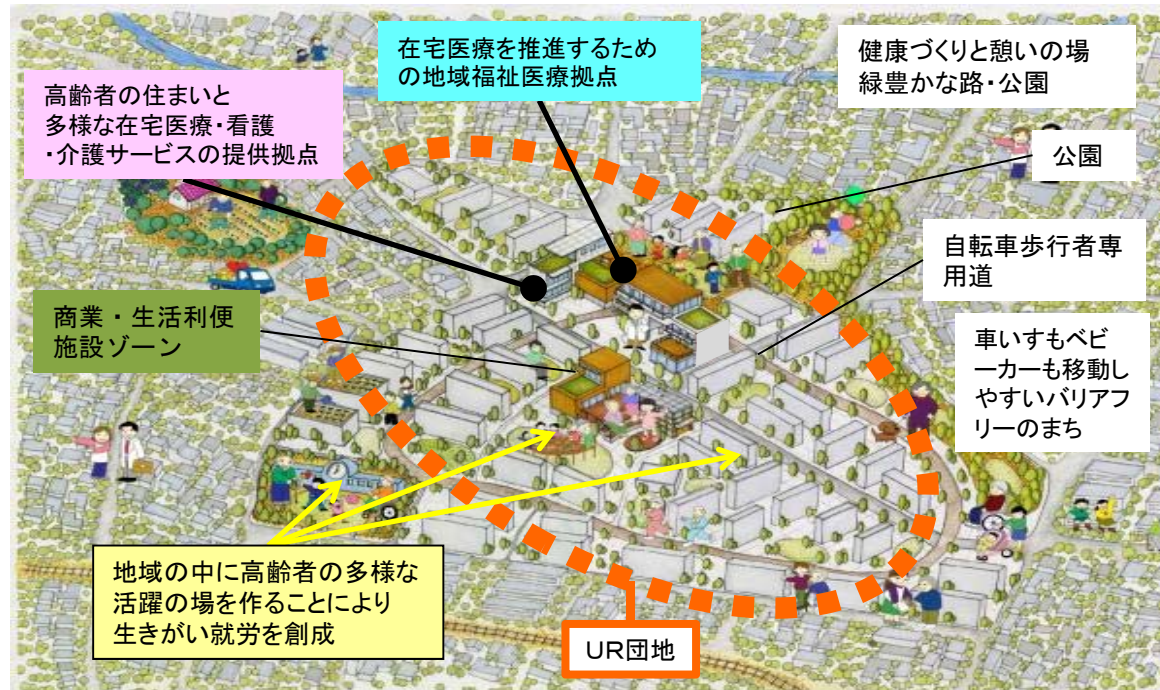 在宅医療を推進するため
の地域福祉医療拠点
健康づくりと憩いの場
緑豊かな路・公園
高齢者の住まいと
多様な在宅医療・看護
・介護サービスの提供拠点
公園
自転車歩行者専
用道
商業・生活利便
施設ゾーン
車いすもベビ
ーカーも移動し
やすいバリアフ
リーのまち
地域の中に高齢者の多様な
活躍の場を作ることにより
生きがい就労を創成
UR団地